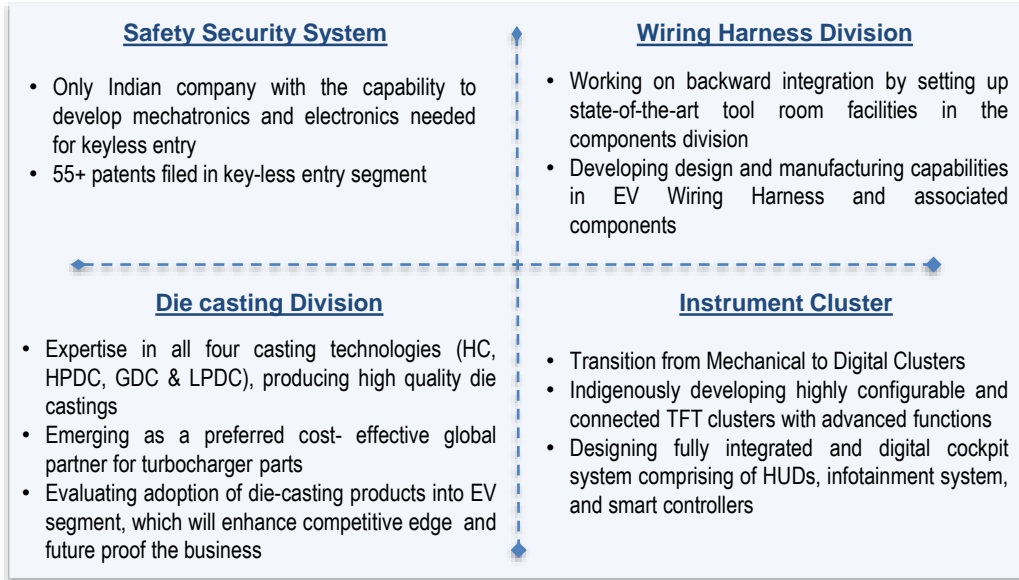 Safety Security System
• Only Indian company with the capability to
develop mechatronics and electronics needed
for keyless entry
• 55+ patents filed in key-less entry segment
Wiring Harness Division
• Working on backward integration by setting up
state-of-the-art tool room facilities in the
components division
• Developing design and manufacturing capabilities
in EV Wiring Harness and associated
components
Die casting Division
• Expertise in all four casting technologies (HC,
HPDC, GDC & LPDC), producing high quality die
castings
• Emerging as a preferred cost- effective global
partner for turbocharger parts
• Evaluating adoption of die-casting products into EV
segment, which will enhance competitive edge and
future proof the business
Instrument Cluster
• Transition from Mechanical to Digital Clusters
• Indigenously developing highly configurable and
connected TFT clusters with advanced functions
• Designing fully integrated and digital cockpit
system comprising of HUDs, infotainment system,
and smart controllers